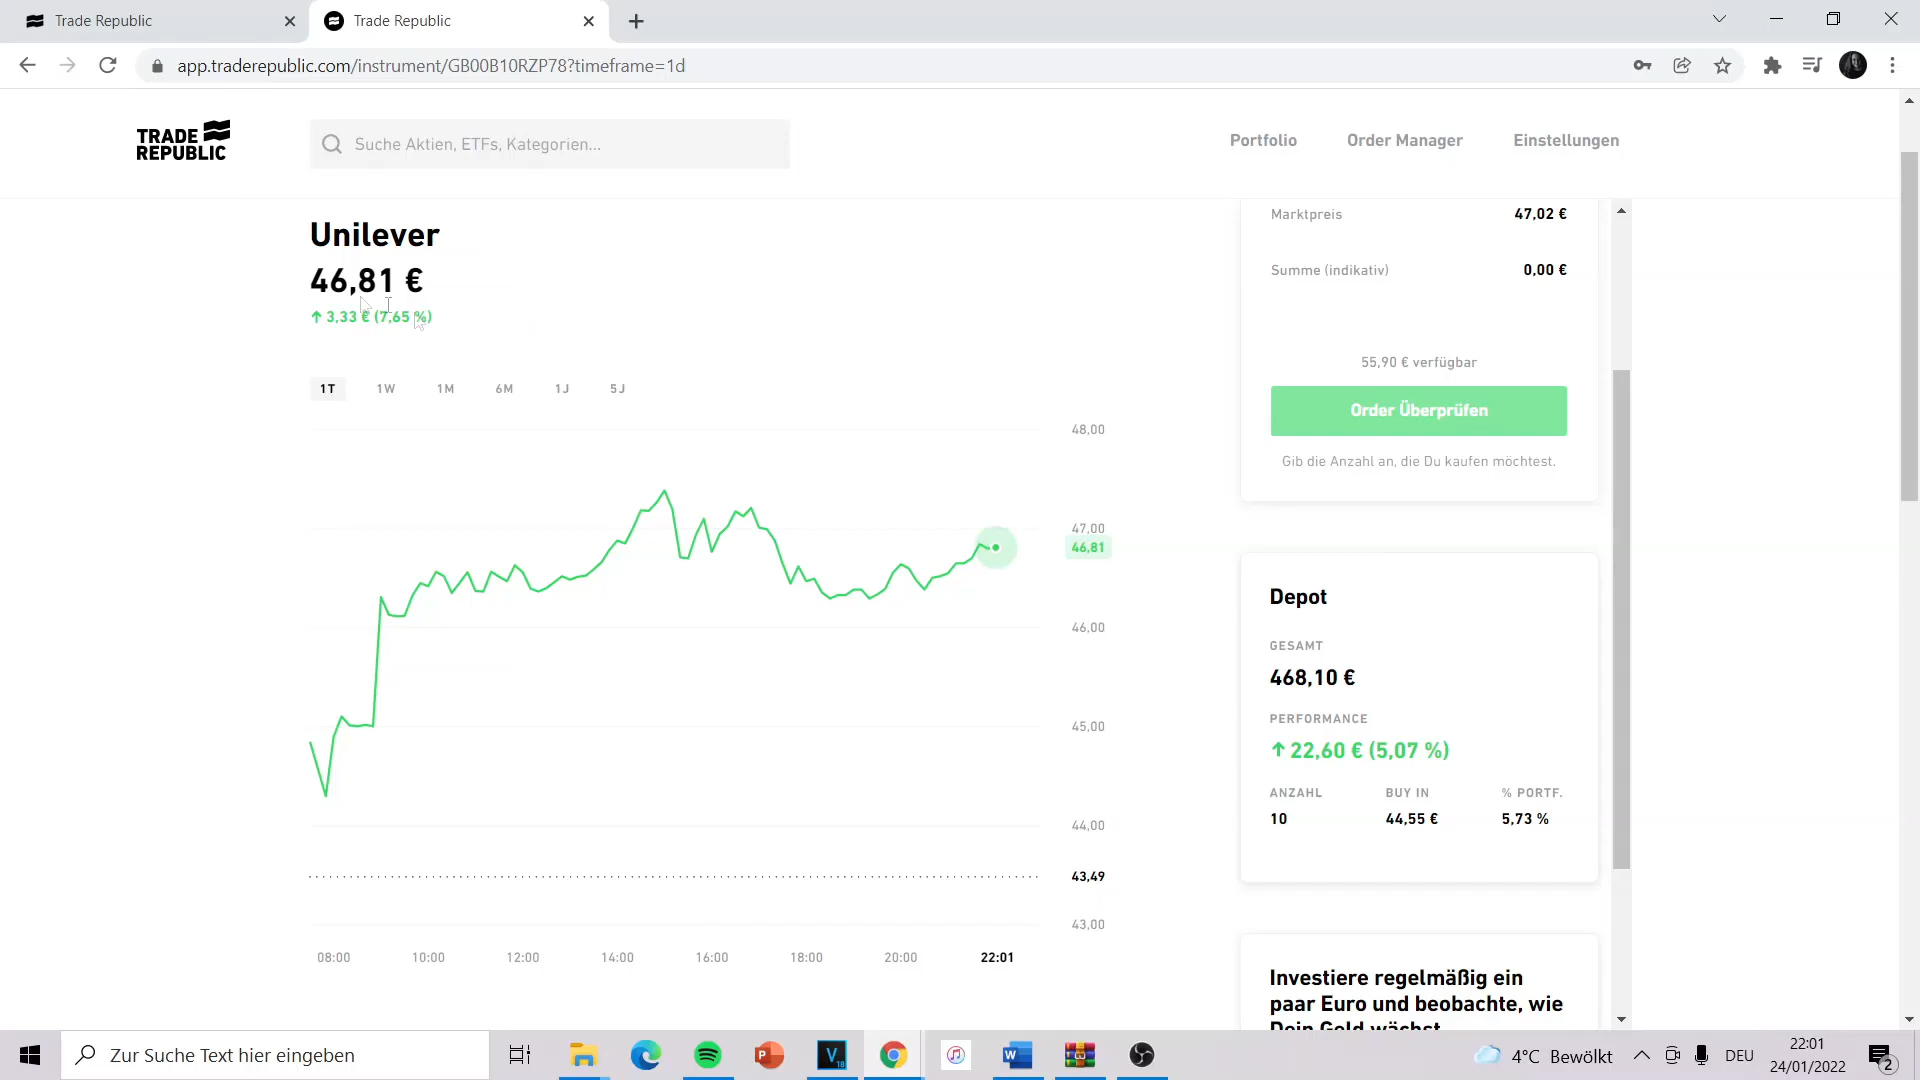 Trade Republic
Trade Republic
app.traderepublic.com/instrument/GB00B10RZP78?timeframe=1d
TRADE REPUBLIC
Suche Aktien, ETFs, Kategorien...
Portfolio
Order Manager
Einstellungen
Unilever
46,81 €
3,33 € (7,65 %)
1T 1W 1M 6M 1J 5J
48,00
47,00
46,81
46,00
45,00
44,00
43,49
43,00
08:00 10:00 12:00 14:00 16:00 18:00 20:00 22:01
Marktpreis 47,02 €
Summe (indikativ) 0,00 €
55,90 € verfügbar
Order Überprüfen
Gib die Anzahl an, die Du kaufen möchtest.
Depot
GESAMT
468,10 €
PERFORMANCE
22,60 € (5,07 %)
ANZAHL BUY IN % PORTF.
10 44,55 € 5,73 %
Investiere regelmäßig ein
paar Euro und beobachte, wie
Dein Geld wächst
Zur Suche Text hier eingeben
4°C Bewölkt
DEU
22:01
24/01/2022
2